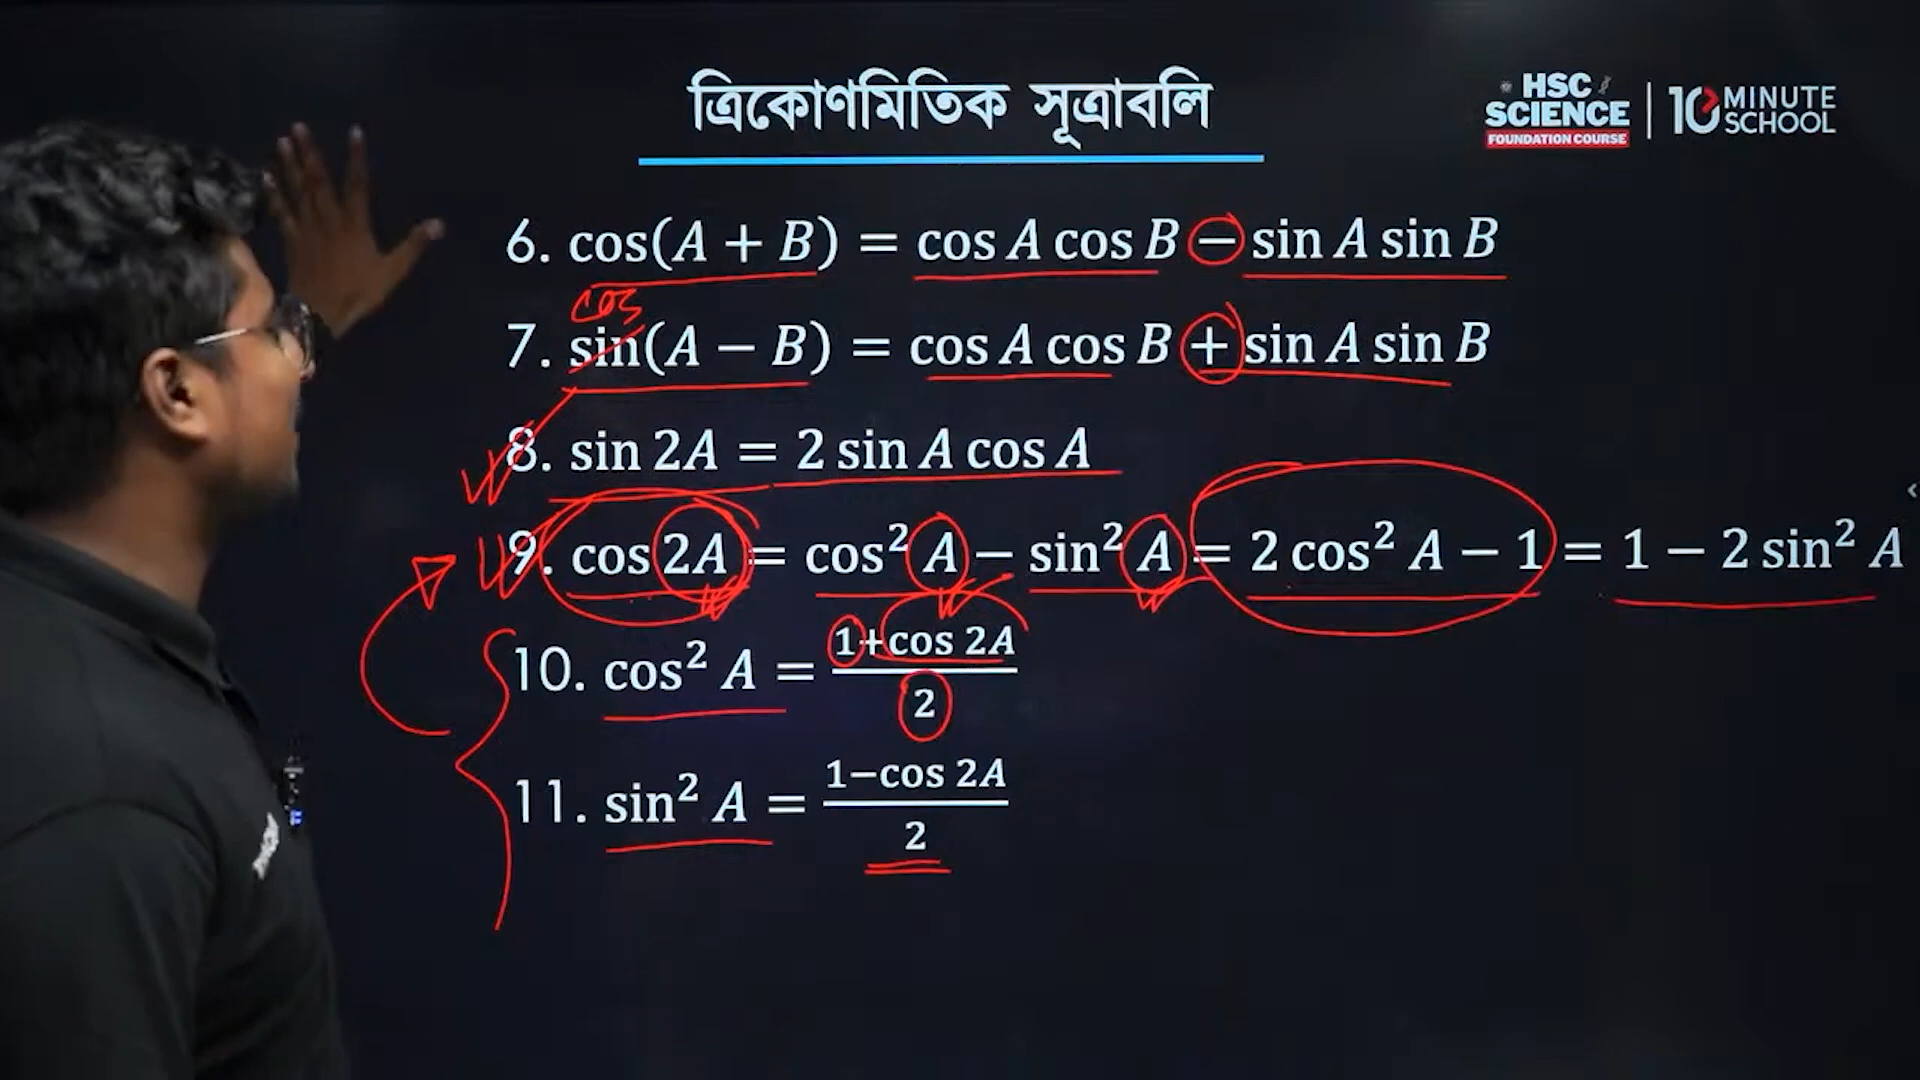 ত্রিকোণমিতিক সূত্রাবলি
HSC SCIENCE FOUNDATION COURSE | 10 MINUTE SCHOOL
6. cos(A + B) = cos A cos B − sin A sin B
cos
7. sin(A − B) = cos A cos B + sin A sin B
8. sin 2A = 2 sin A cos A
9. cos 2A = cos² A − sin² A = 2 cos² A − 1 = 1 − 2 sin² A
10. cos² A = (1+cos 2A)/2
11. sin² A = (1−cos 2A)/2